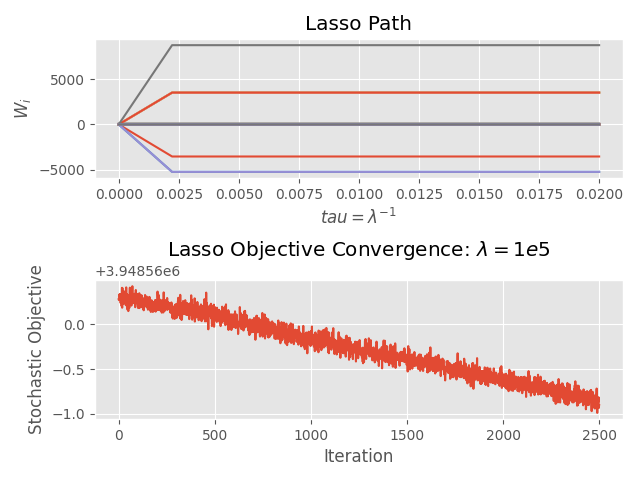 Lasso Path
5000
0
−5000
W_i
0.0000 0.0025 0.0050 0.0075 0.0100 0.0125 0.0150 0.0175 0.0200
tau = λ⁻¹
Lasso Objective Convergence: λ = 1e5
+3.94856e6
0.0
−0.5
−1.0
Stochastic Objective
0 500 1000 1500 2000 2500
Iteration